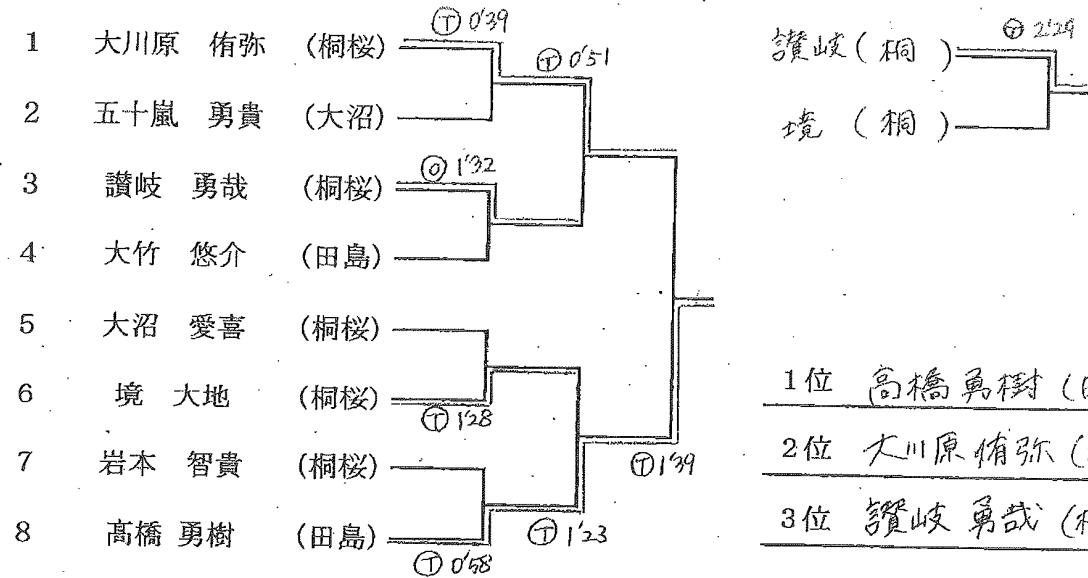 Ⓣ 0'39
1 大川原 侑弥 (桐桜)
Ⓣ 0'51
2 五十嵐 勇貴 (大沼)
Ⓞ 1'32
3 讃岐 勇哉 (桐桜)
4 大竹 悠介 (田島)
5 大沼 愛喜 (桐桜)
6 境 大地 (桐桜)
Ⓣ 1'28
7 岩本 智貴 (桐桜)
Ⓣ 1'39
8 髙橋 勇樹 (田島)
Ⓣ 1'23
Ⓣ 0'58
讃岐 (桐 )
2'29
境 (桐 )
1位 高橋 勇樹 (
2位 大川原 侑弥 (
3位 讃岐 勇哉 (